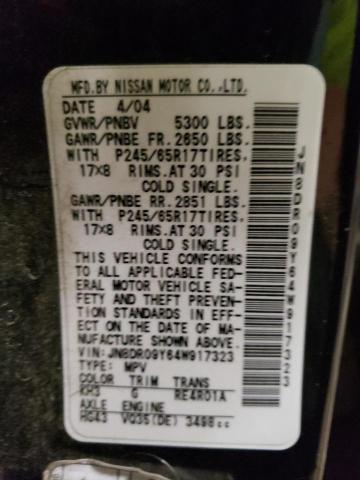 MFD.BY NISSAN MOTOR CO.,LTD.
DATE 4/04
GVWR/PNBV 5300 LBS.
GAWR/PNBE FR. 2650 LBS.
WITH P245/65R17TIRES.
17X8 RIMS.AT 30 PSI
COLD SINGLE.
GAWR/PNBE RR. 2851 LBS.
WITH P245/65R17TIRES.
17X8 RIMS.AT 30 PSI
COLD SINGLE.
THIS VEHICLE CONFORMS
TO ALL APPLICABLE FED-
ERAL MOTOR VEHICLE SA-
FETY AND THEFT PREVEN-
TION STANDARDS IN EFF-
ECT ON THE DATE OF MA-
NUFACTURE SHOWN ABOVE.
VIN:JN8DR09Y64W917323
TYPE: MPV
COLOR TRIM TRANS
KH3 G RE4R01A
AXLE ENGINE
HG43 VQ35(DE) 3498cc
JN8DR09Y64W917323